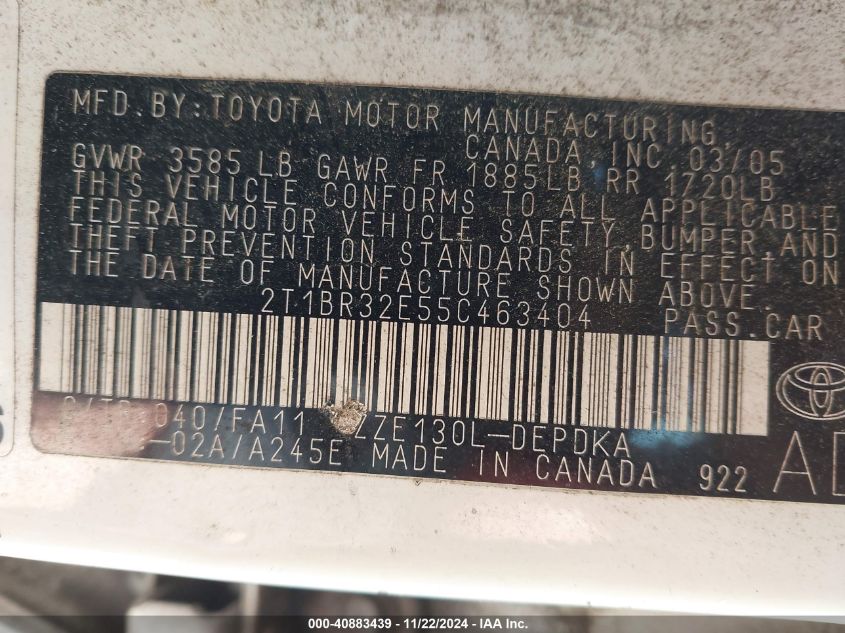 MFD.BY:TOYOTA MOTOR MANUFACTURING,
CANADA,INC 03/05
GVWR 3585LB GAWR FR 1885LB RR 1720LB
THIS VEHICLE CONFORMS TO ALL APPLICABLE
FEDERAL MOTOR VEHICLE SAFETY,BUMPER,AND
THEFT PREVENTION STANDARDS IN EFFECT ON
THE DATE OF MANUFACTURE SHOWN ABOVE.
2T1BR32E55C463404 PASS.CAR
C/TR 040/FA11 ZZE130L-DEPDKA
-02A/A245E MADE IN CANADA 922
000-40883439 - 11/22/2024 - IAA Inc.